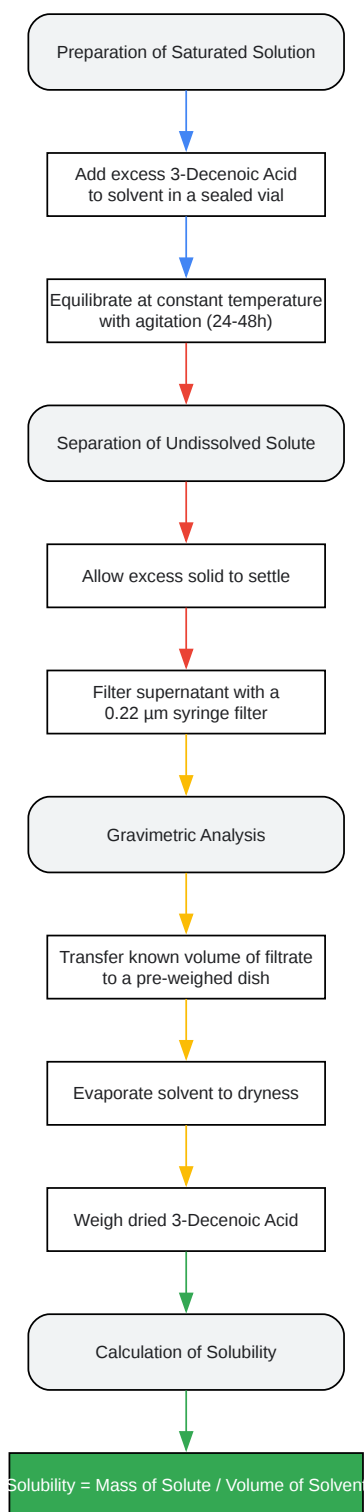 Preparation of Saturated Solution
Add excess 3-Decenoic Acid
to solvent in a sealed vial
Equilibrate at constant temperature
with agitation (24-48h)
Separation of Undissolved Solute
Allow excess solid to settle
Filter supernatant with a
0.22 µm syringe filter
Gravimetric Analysis
Transfer known volume of filtrate
to a pre-weighed dish
Evaporate solvent to dryness
Weigh dried 3-Decenoic Acid
Calculation of Solubility
Solubility = Mass of Solute / Volume of Solvent